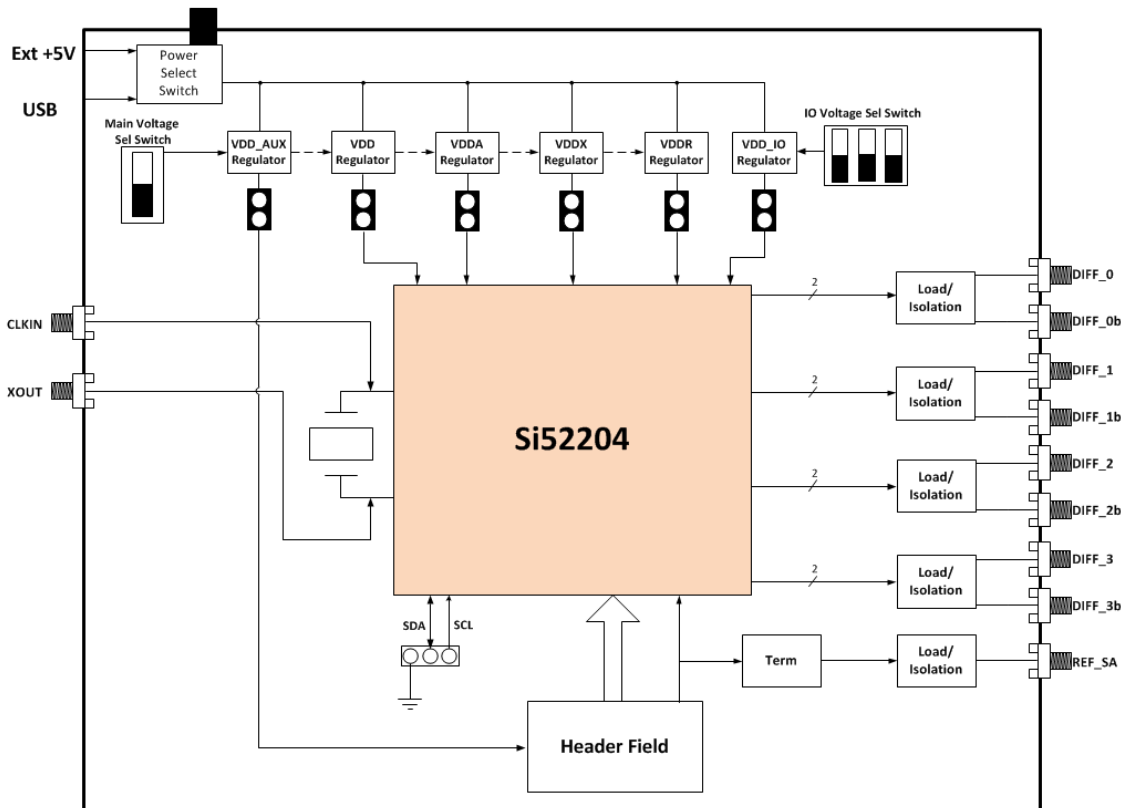 Ext +5V
USB
Power
Select
Switch
Main Voltage
Sel Switch
VDD_AUX
Regulator
VDD
Regulator
VDDA
Regulator
VDDX
Regulator
VDDR
Regulator
VDD_IO
Regulator
IO Voltage Sel Switch
CLKIN
XOUT
Si52204
2
Load/
Isolation
DIFF_0
DIFF_0b
2
Load/
Isolation
DIFF_1
DIFF_1b
2
Load/
Isolation
DIFF_2
DIFF_2b
2
Load/
Isolation
DIFF_3
DIFF_3b
SDA
SCL
Term
Load/
Isolation
REF_SA
Header Field